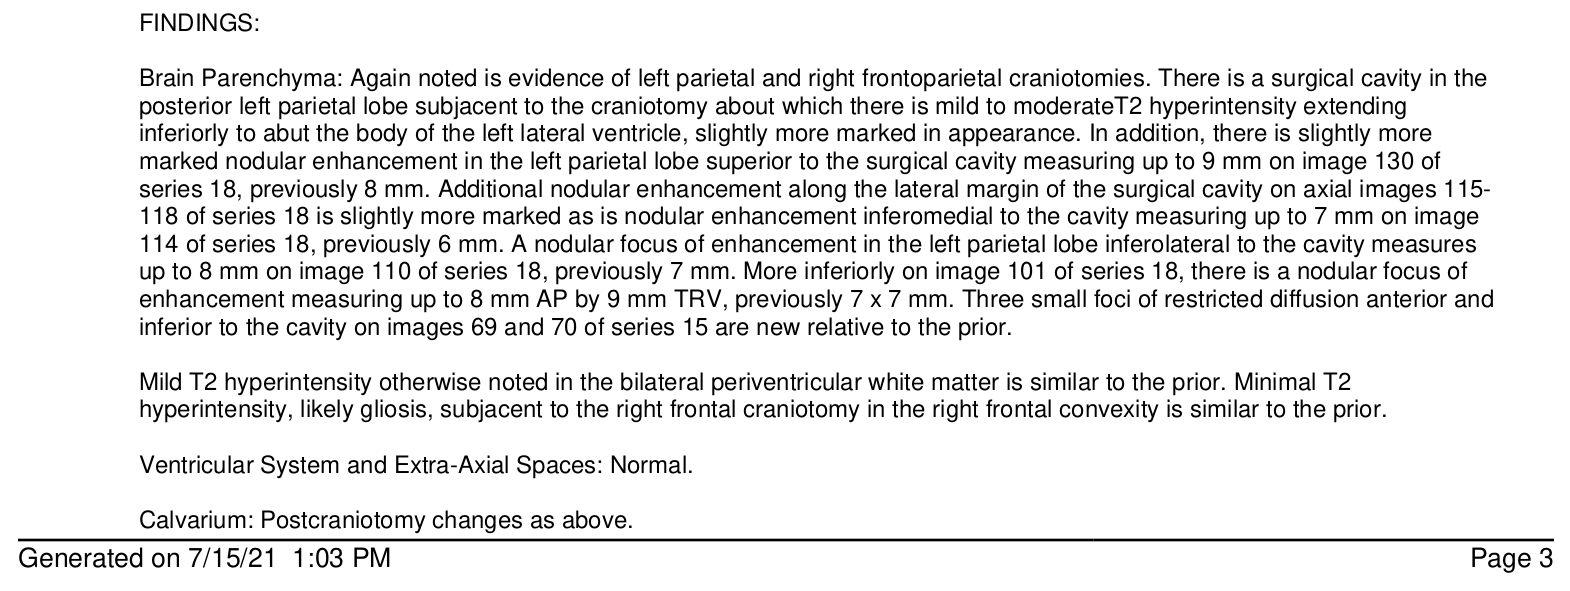 FINDINGS:
Brain Parenchyma: Again noted is evidence of left parietal and right frontoparietal craniotomies. There is a surgical cavity in the
posterior left parietal lobe subjacent to the craniotomy about which there is mild to moderateT2 hyperintensity extending
inferiorly to abut the body of the left lateral ventricle, slightly more marked in appearance. In addition, there is slightly more
marked nodular enhancement in the left parietal lobe superior to the surgical cavity measuring up to 9 mm on image 130 of
series 18, previously 8 mm. Additional nodular enhancement along the lateral margin of the surgical cavity on axial images 115-
118 of series 18 is slightly more marked as is nodular enhancement inferomedial to the cavity measuring up to 7 mm on image
114 of series 18, previously 6 mm. A nodular focus of enhancement in the left parietal lobe inferolateral to the cavity measures
up to 8 mm on image 110 of series 18, previously 7 mm. More inferiorly on image 101 of series 18, there is a nodular focus of
enhancement measuring up to 8 mm AP by 9 mm TRV, previously 7 x 7 mm. Three small foci of restricted diffusion anterior and
inferior to the cavity on images 69 and 70 of series 15 are new relative to the prior.
Mild T2 hyperintensity otherwise noted in the bilateral periventricular white matter is similar to the prior. Minimal T2
hyperintensity, likely gliosis, subjacent to the right frontal craniotomy in the right frontal convexity is similar to the prior.
Ventricular System and Extra-Axial Spaces: Normal.
Calvarium: Postcraniotomy changes as above.
Generated on 7/15/21 1:03 PM
Page 3